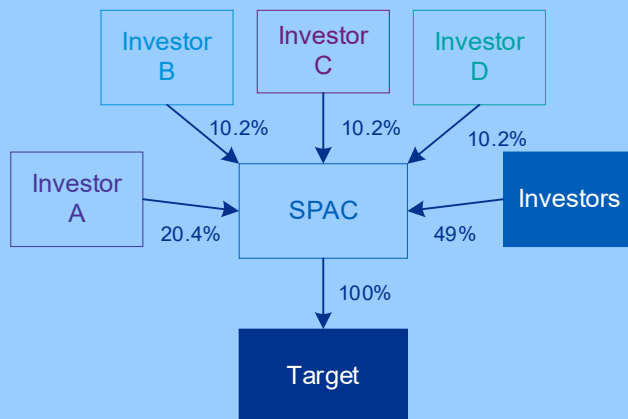 Investor
B
Investor
C
Investor
D
10.2%
10.2%
10.2%
Investor
A
SPAC
Investors
20.4%
49%
100%
Target